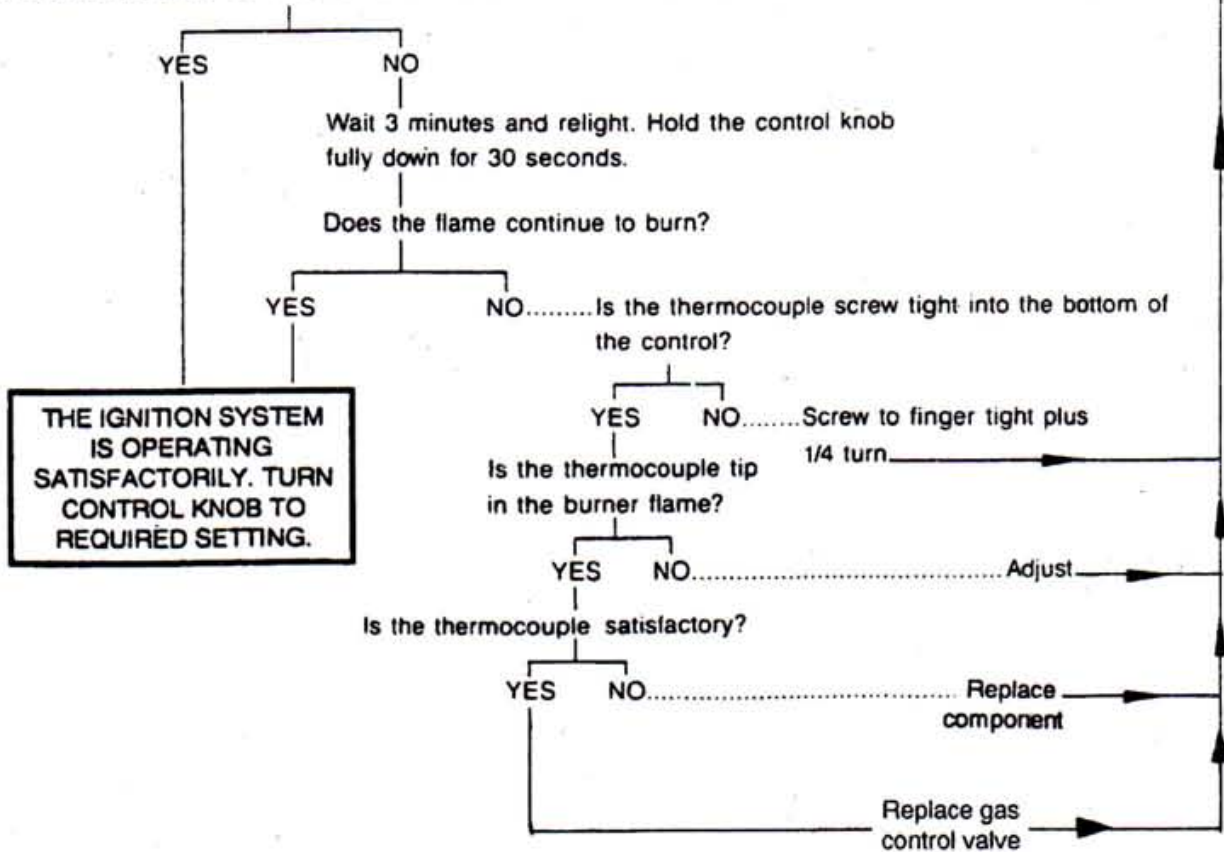 YES NO
Wait 3 minutes and relight. Hold the control knob
fully down for 30 seconds.
Does the flame continue to burn?
YES NO.........Is the thermocouple screw tight into the bottom of
the control?
THE IGNITION SYSTEM
IS OPERATING
SATISFACTORILY. TURN
CONTROL KNOB TO
REQUIRED SETTING.
YES NO........Screw to finger tight plus
1/4 turn
Is the thermocouple tip
in the burner flame?
YES NO........................................Adjust
Is the thermocouple satisfactory?
YES NO........................................Replace
component
Replace gas
control valve